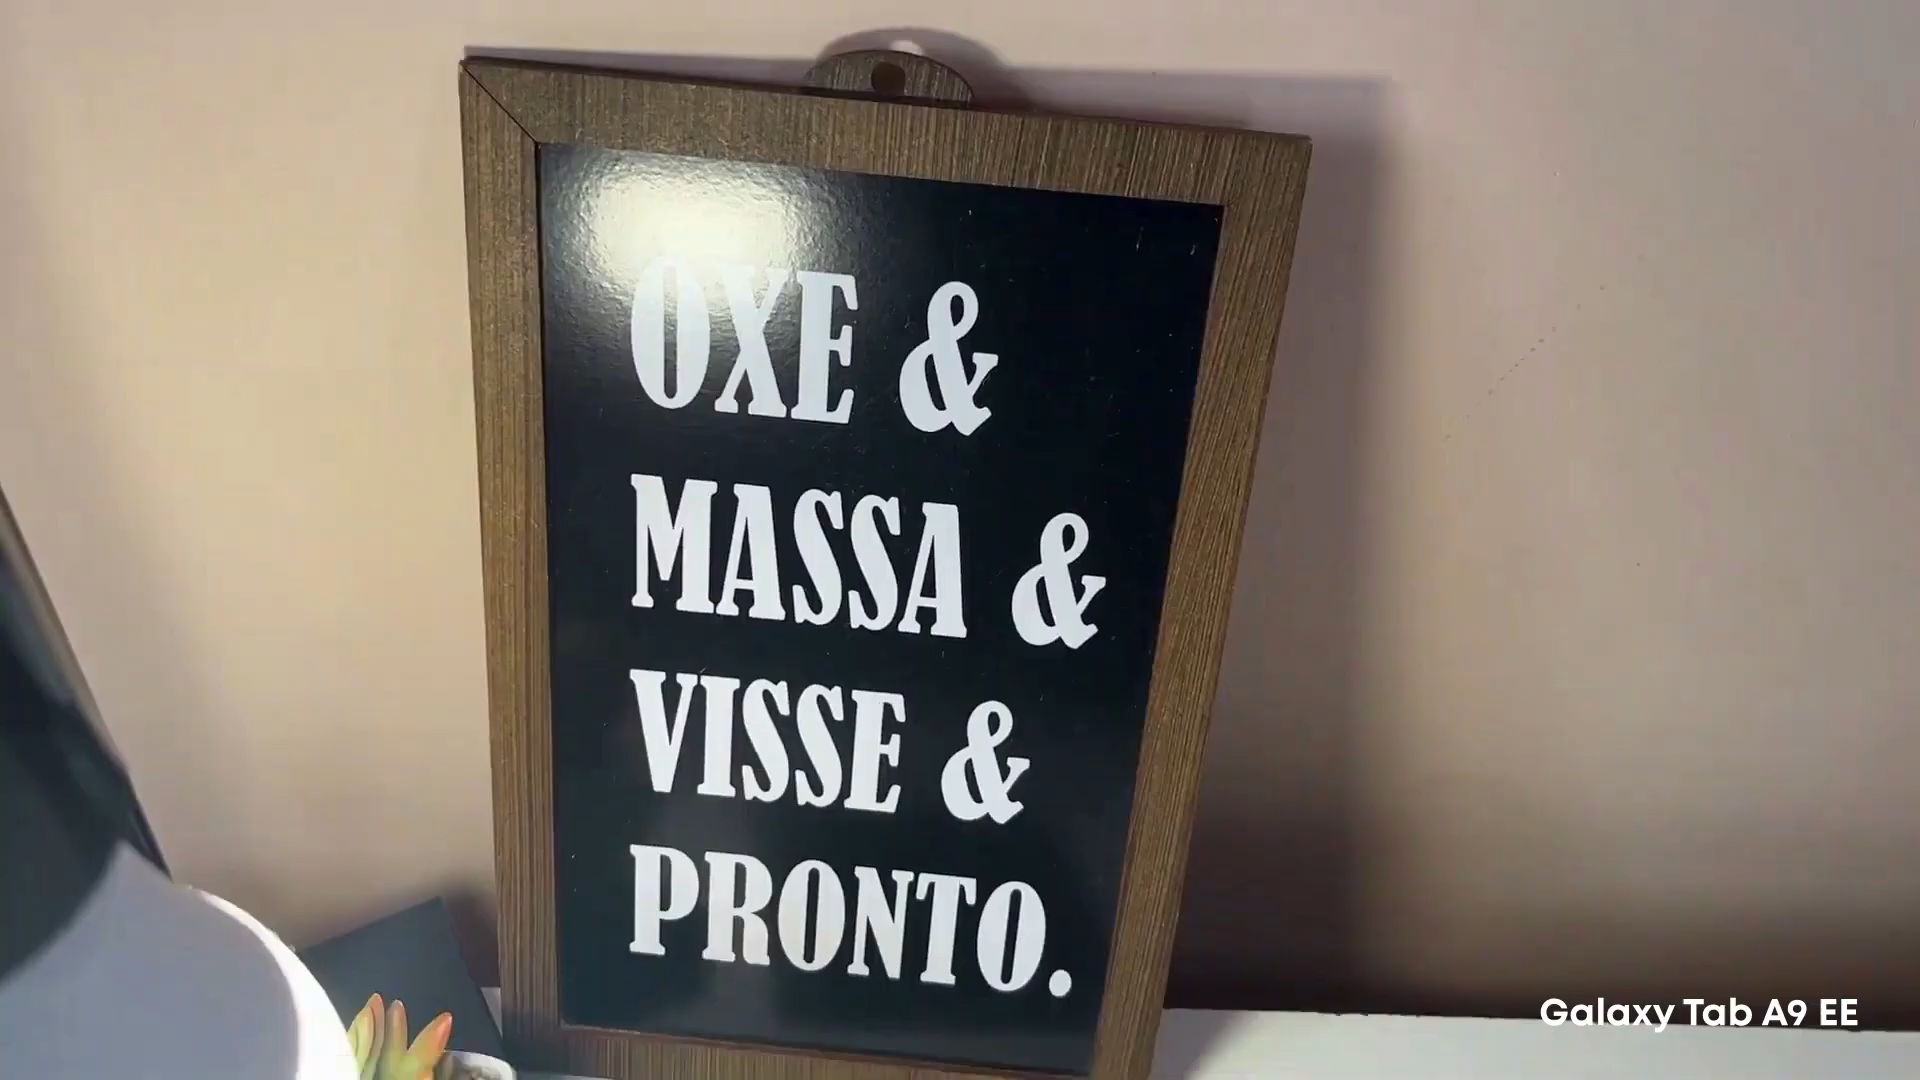 OXE &
MASSA &
VISSE &
PRONTO.
Galaxy Tab A9 EE